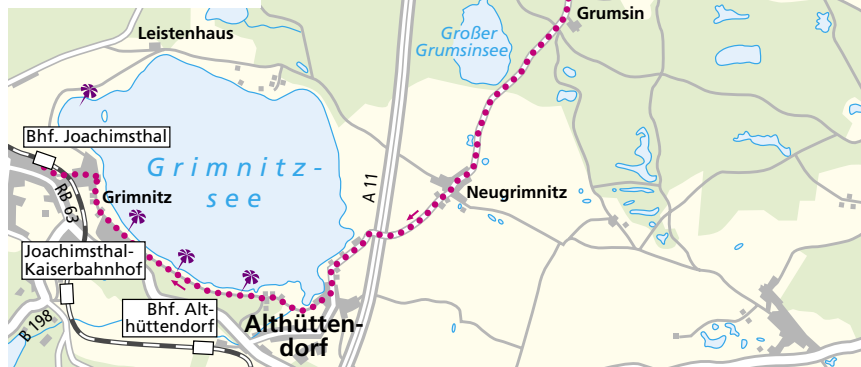 Grumsin
Großer
Grumsinsee
Leistenhaus
Bhf. Joachimsthal
Grimnitz-
see
A 11
RB 63
Grimnitz
Neugrimnitz
Joachimsthal-
Kaiserbahnhof
Bhf. Alt-
hüttendorf
Althütten-
dorf
B 198